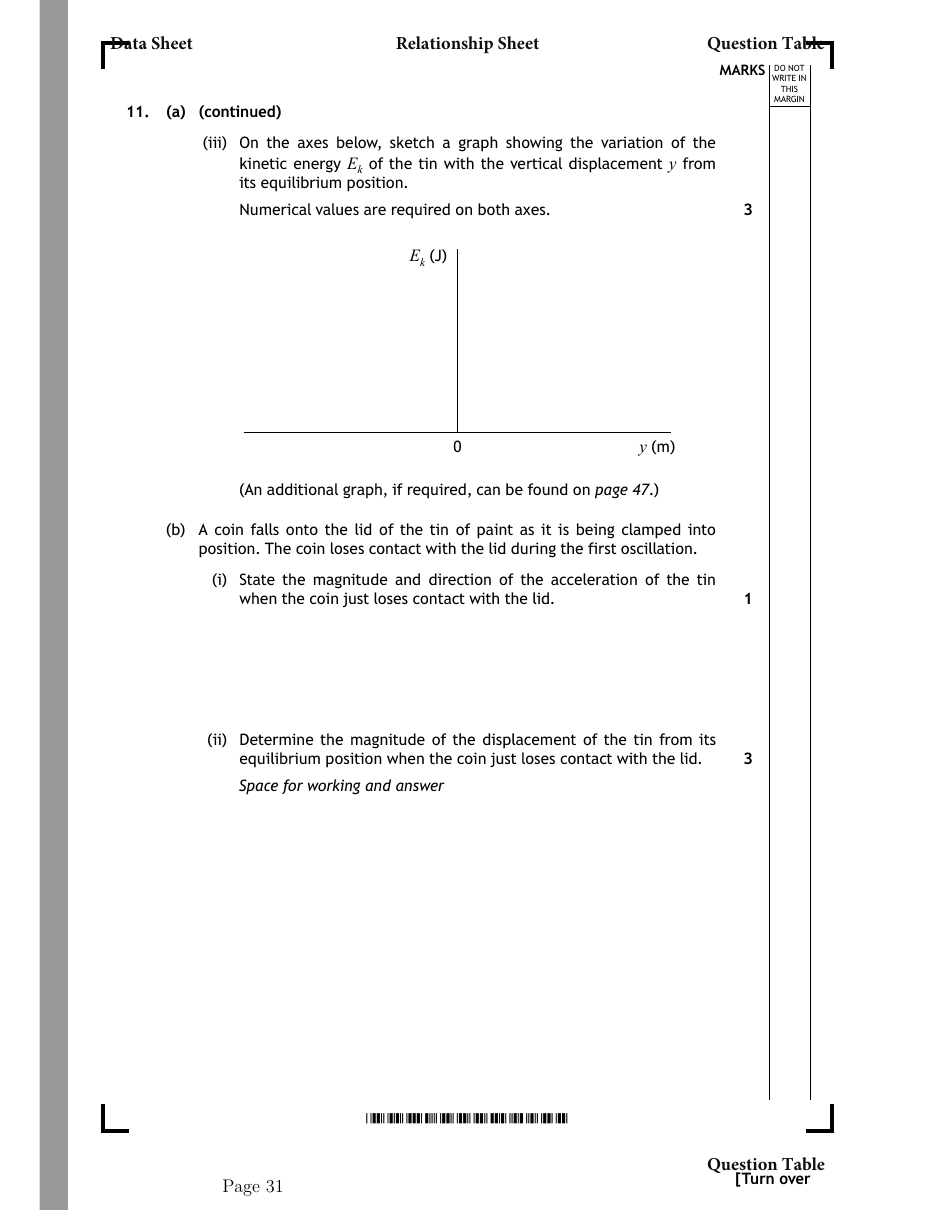 Data Sheet Relationship Sheet Question Table
MARKS
DO NOT
WRITE IN
THIS
MARGIN
11. (a) (continued)
(iii) On the axes below, sketch a graph showing the variation of the
kinetic energy Ek of the tin with the vertical displacement y from
its equilibrium position.
Numerical values are required on both axes. 3
Ek (J)
0 y (m)
(An additional graph, if required, can be found on page 47.)
(b) A coin falls onto the lid of the tin of paint as it is being clamped into
position. The coin loses contact with the lid during the first oscillation.
(i) State the magnitude and direction of the acceleration of the tin
when the coin just loses contact with the lid. 1
(ii) Determine the magnitude of the displacement of the tin from its
equilibrium position when the coin just loses contact with the lid. 3
Space for working and answer
Question Table
[Turn over
Page 31